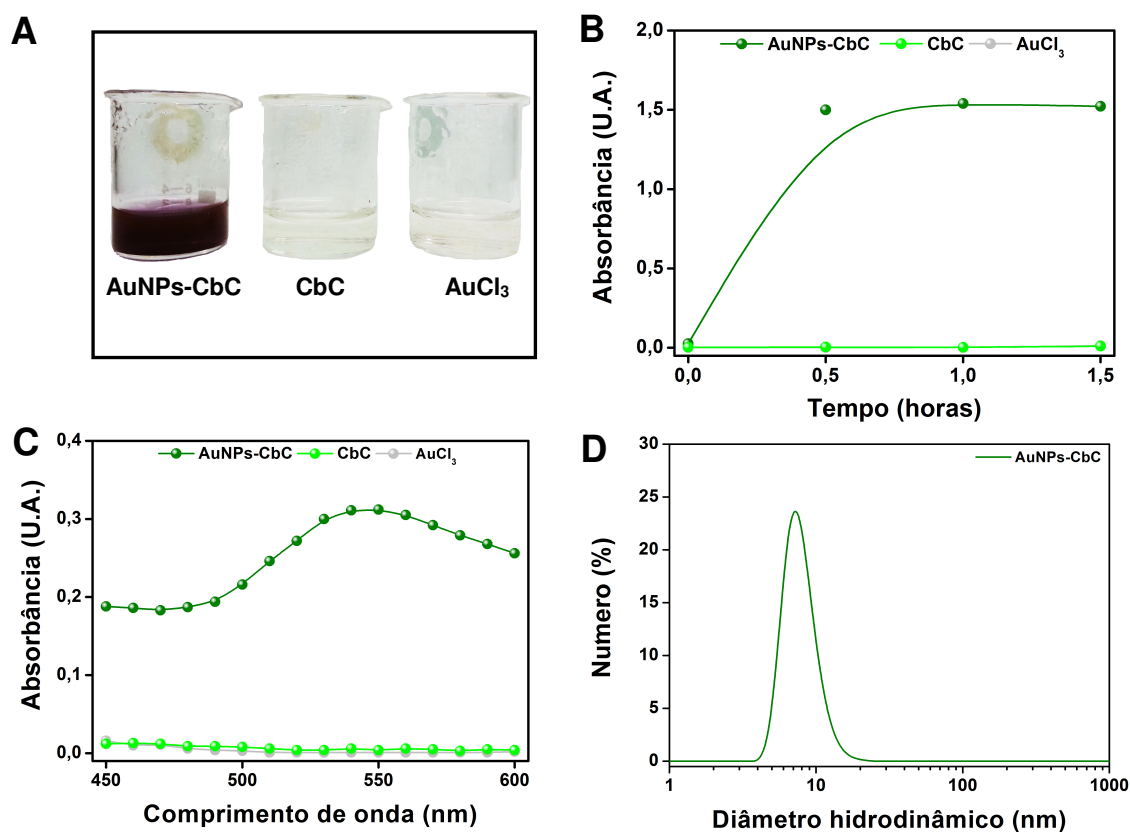 A
AuNPs-CbC CbC AuCl₃
B
AuNPs-CbC CbC AuCl₃
Absorbância (U.A.)
2,0
1,5
1,0
0,5
0,0
0,0 0,5 1,0 1,5
Tempo (horas)
C
AuNPs-CbC CbC AuCl₃
Absorbância (U.A.)
0,4
0,3
0,2
0,1
0,0
450 500 550 600
Comprimento de onda (nm)
D
AuNPs-CbC
Numero (%)
30
25
20
15
10
5
0
1 10 100 1000
Diâmetro hidrodinâmico (nm)